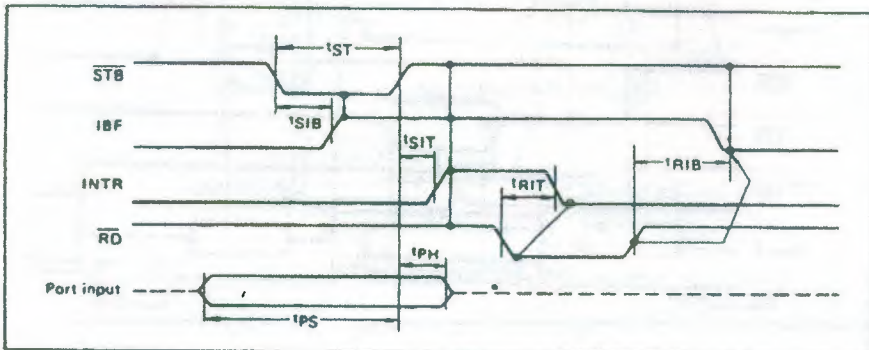 tST
STB
tSIB
IBF
tSIT
INTR
tRIT
tRIB
RD
tPH
Port input
tPS